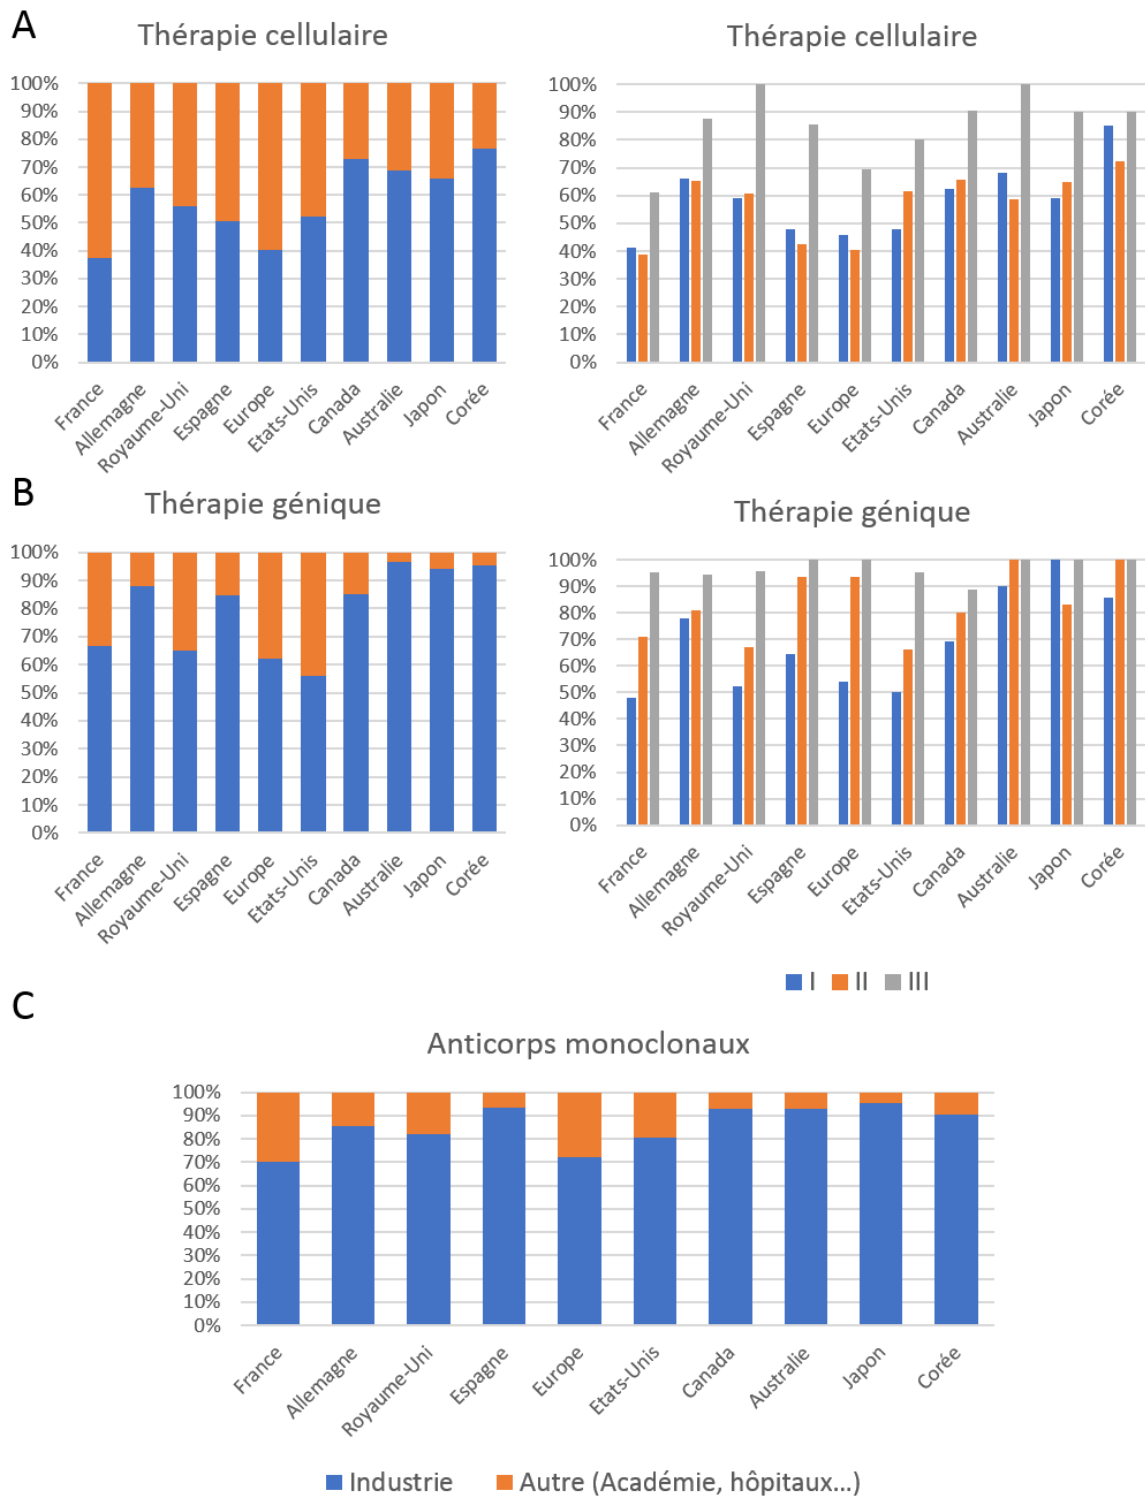 A
Thérapie cellulaire
100%
90%
80%
70%
60%
50%
40%
30%
20%
10%
0%
France
Allemagne
Royaume-Uni
Espagne
Europe
Etats-Unis
Canada
Australie
Japon
Corée
Thérapie cellulaire
100%
90%
80%
70%
60%
50%
40%
30%
20%
10%
0%
France
Allemagne
Royaume-Uni
Espagne
Europe
Etats-Unis
Canada
Australie
Japon
Corée
B
Thérapie génique
100%
90%
80%
70%
60%
50%
40%
30%
20%
10%
0%
France
Allemagne
Royaume-Uni
Espagne
Europe
Etats-Unis
Canada
Australie
Japon
Corée
Thérapie génique
100%
90%
80%
70%
60%
50%
40%
30%
20%
10%
0%
France
Allemagne
Royaume-Uni
Espagne
Europe
Etats-Unis
Canada
Australie
Japon
Corée
I II III
C
Anticorps monoclonaux
100%
90%
80%
70%
60%
50%
40%
30%
20%
10%
0%
France
Allemagne
Royaume-Uni
Espagne
Europe
Etats-Unis
Canada
Australie
Japon
Corée
Industrie Autre (Académie, hôpitaux...)